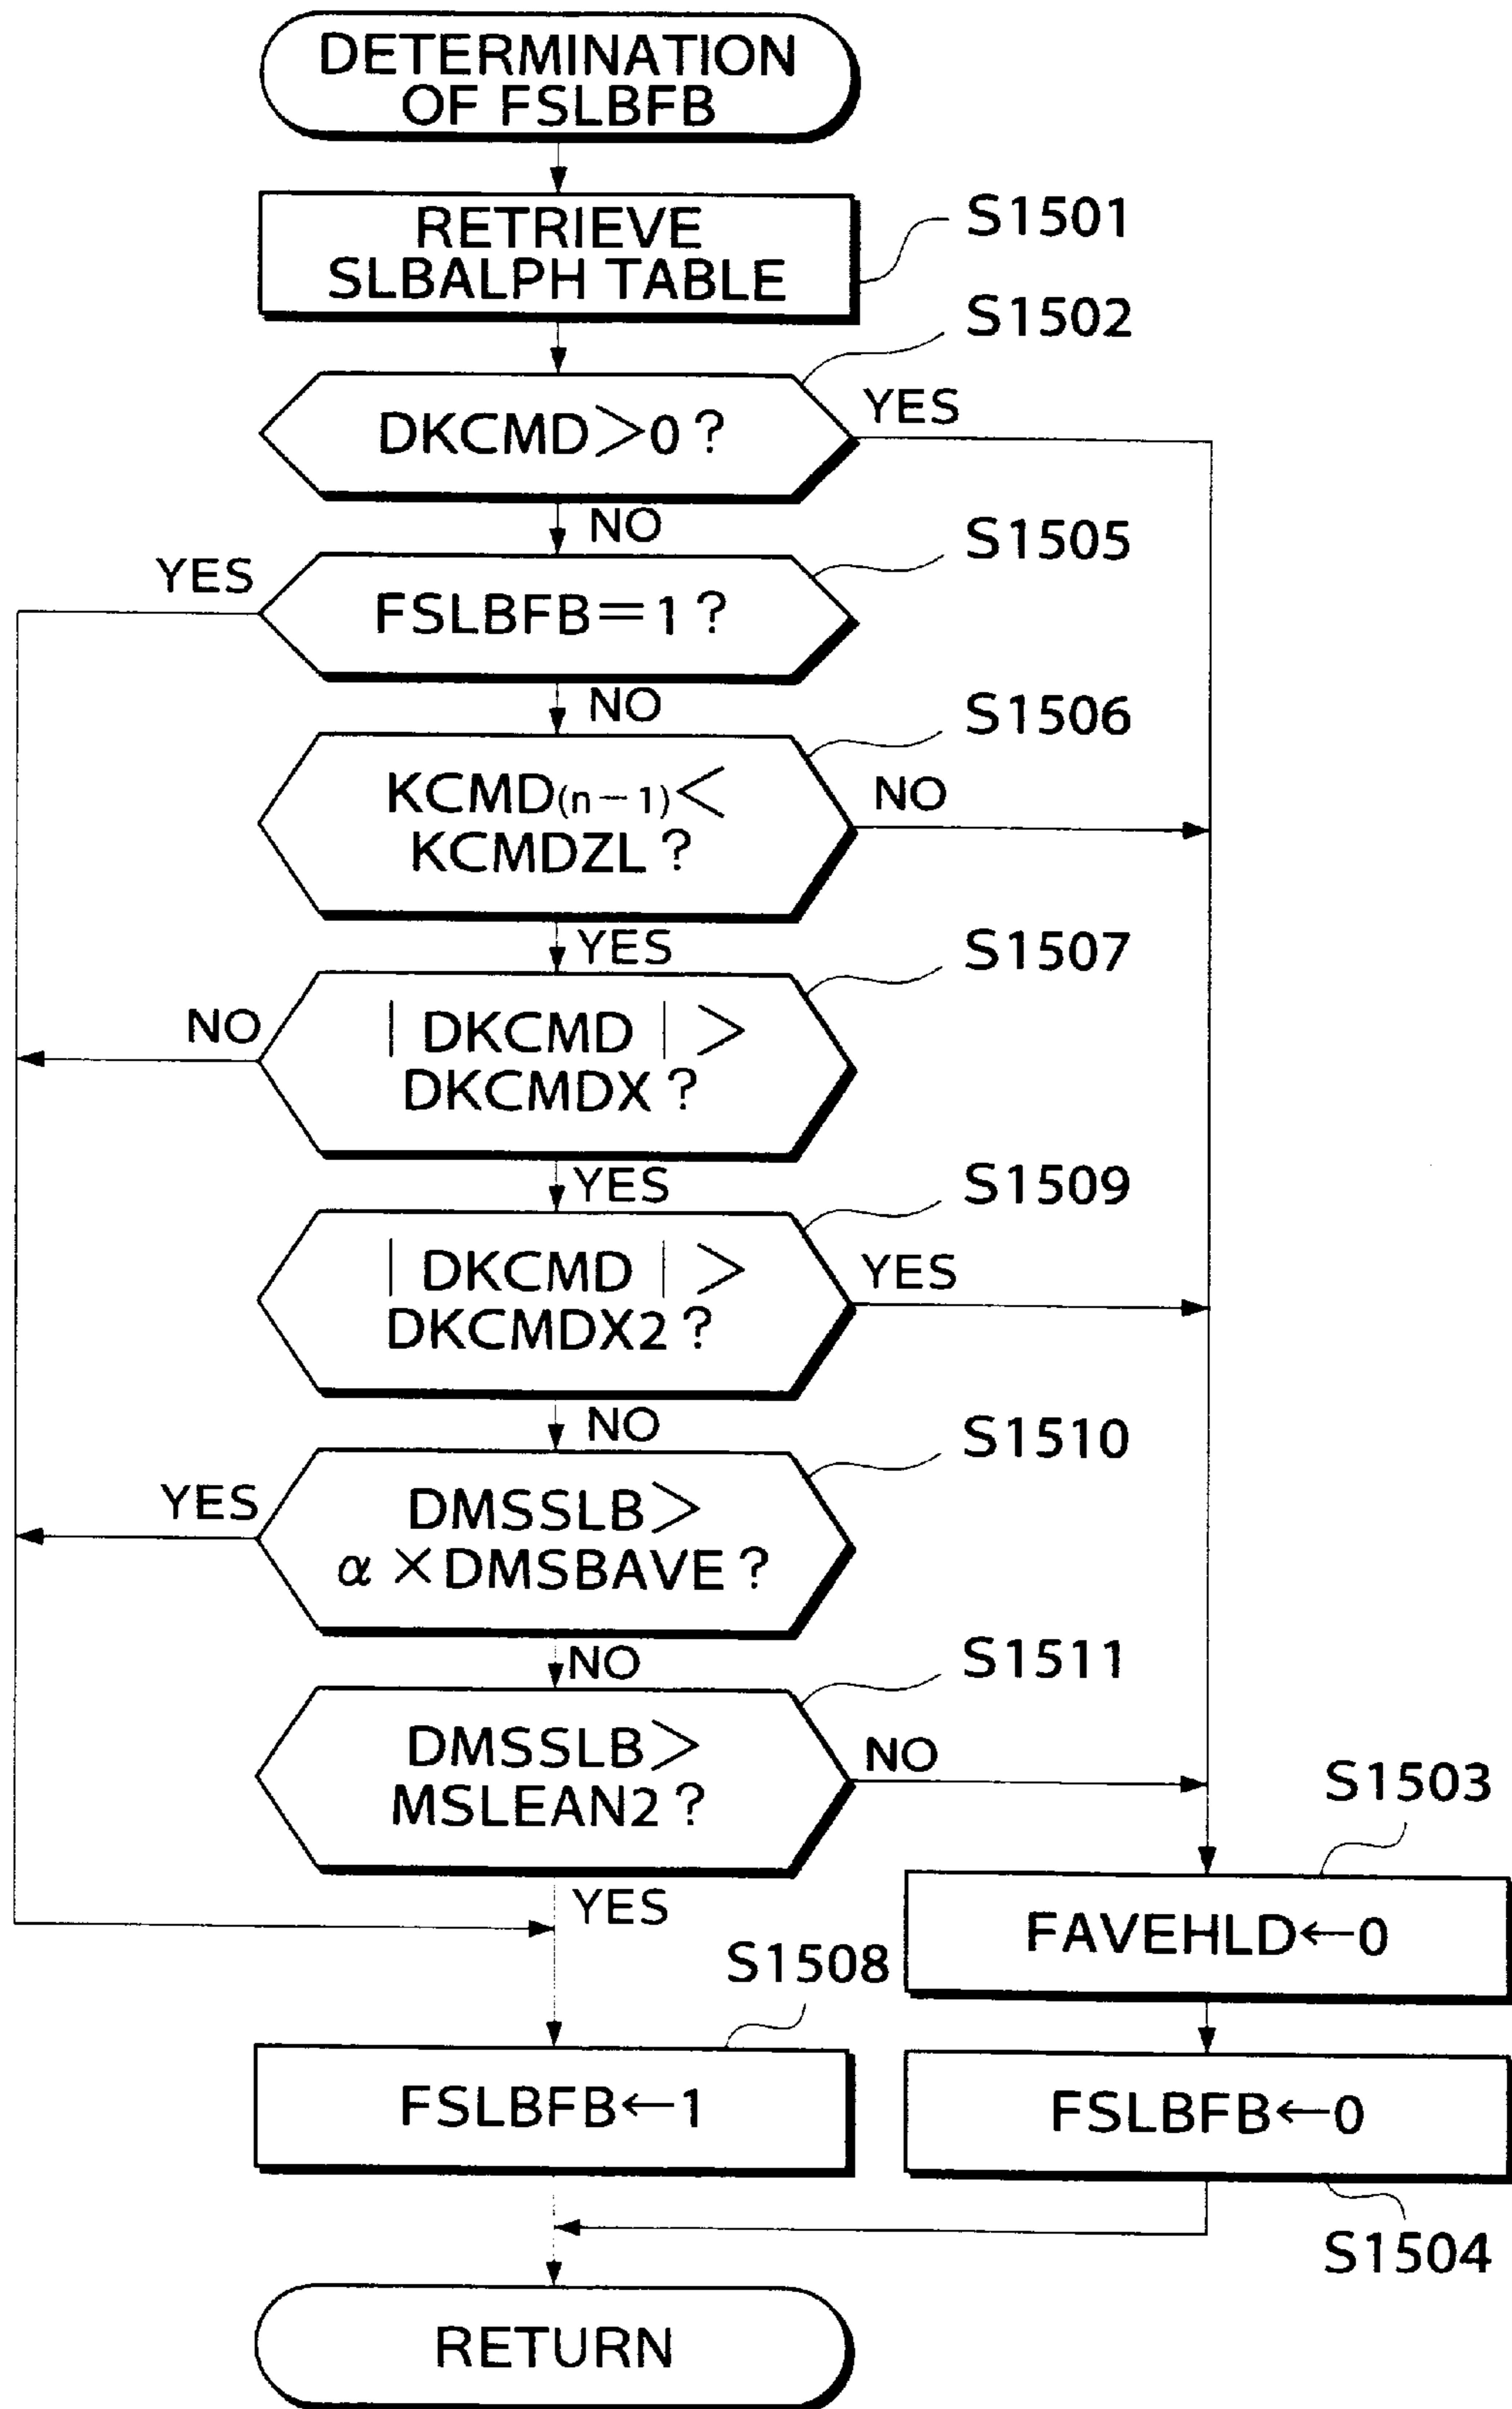 DETERMINATION
OF FSLBFB
RETRIEVE
SLBALPH TABLE
S1501
S1502
DKCMD>0?
YES
NO
S1505
YES
FSLBFB=1?
NO
S1506
KCMD(n-1)<
KCMDZL?
NO
YES
S1507
NO
| DKCMD | >
DKCMDX?
YES
S1509
| DKCMD | >
DKCMDX2?
YES
NO
S1510
YES
DMSSLB>
α×DMSBAVE?
NO
S1511
DMSSLB>
MSLEAN2?
NO
YES
S1503
FAVEHLD←0
S1508
FSLBFB←1
FSLBFB←0
S1504
RETURN